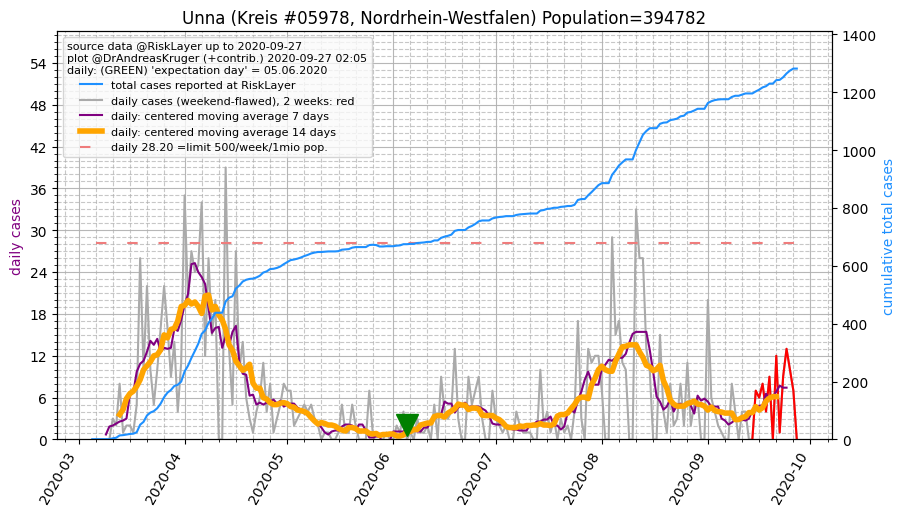 Unna (Kreis #05978, Nordrhein-Westfalen) Population=394782
source data @RiskLayer up to 2020-09-27
plot @DrAndreasKruger (+contrib.) 2020-09-27 02:05
daily: (GREEN) 'expectation day' = 05.06.2020
total cases reported at RiskLayer
daily cases (weekend-flawed), 2 weeks: red
daily: centered moving average 7 days
daily: centered moving average 14 days
daily 28.20 =limit 500/week/1mio pop.
daily cases
54
48
42
36
30
24
18
12
6
0
1400
1200
1000
800
600
400
200
0
cumulative total cases
2020-03
2020-04
2020-05
2020-06
2020-07
2020-08
2020-09
2020-10